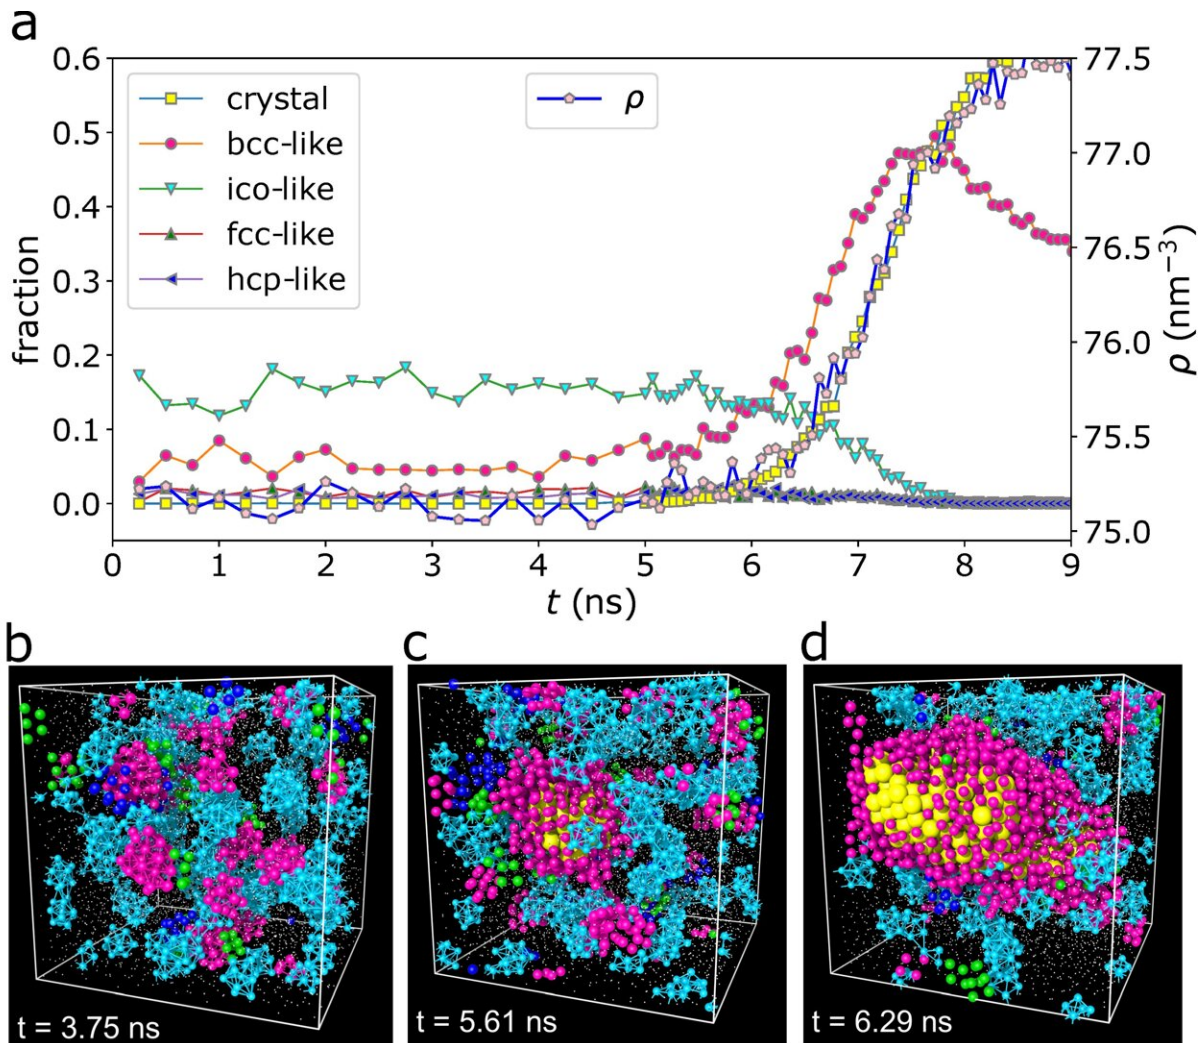 a
0.6
0.5
0.4
0.3
0.2
0.1
0.0
fraction
crystal
bcc-like
ico-like
fcc-like
hcp-like
ρ
77.5
77.0
76.5
76.0
75.5
75.0
ρ (nm⁻³)
0 1 2 3 4 5 6 7 8 9
t (ns)
b
t = 3.75 ns
c
t = 5.61 ns
d
t = 6.29 ns